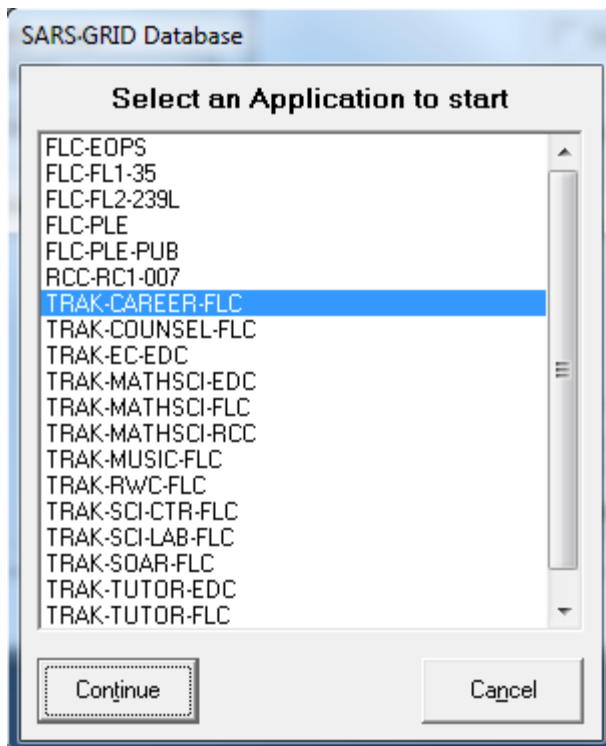 SARS-GRID Database
Select an Application to start
FLC-EOPS
FLC-FL1-35
FLC-FL2-239L
FLC-PLE
FLC-PLE-PUB
RCC-RC1-007
TRAK-CAREER-FLC
TRAK-COUNSEL-FLC
TRAK-EC-EDC
TRAK-MATHSCI-EDC
TRAK-MATHSCI-FLC
TRAK-MATHSCI-RCC
TRAK-MUSIC-FLC
TRAK-RWC-FLC
TRAK-SCI-CTR-FLC
TRAK-SCI-LAB-FLC
TRAK-SOAR-FLC
TRAK-TUTOR-EDC
TRAK-TUTOR-FLC
Continue
Cancel